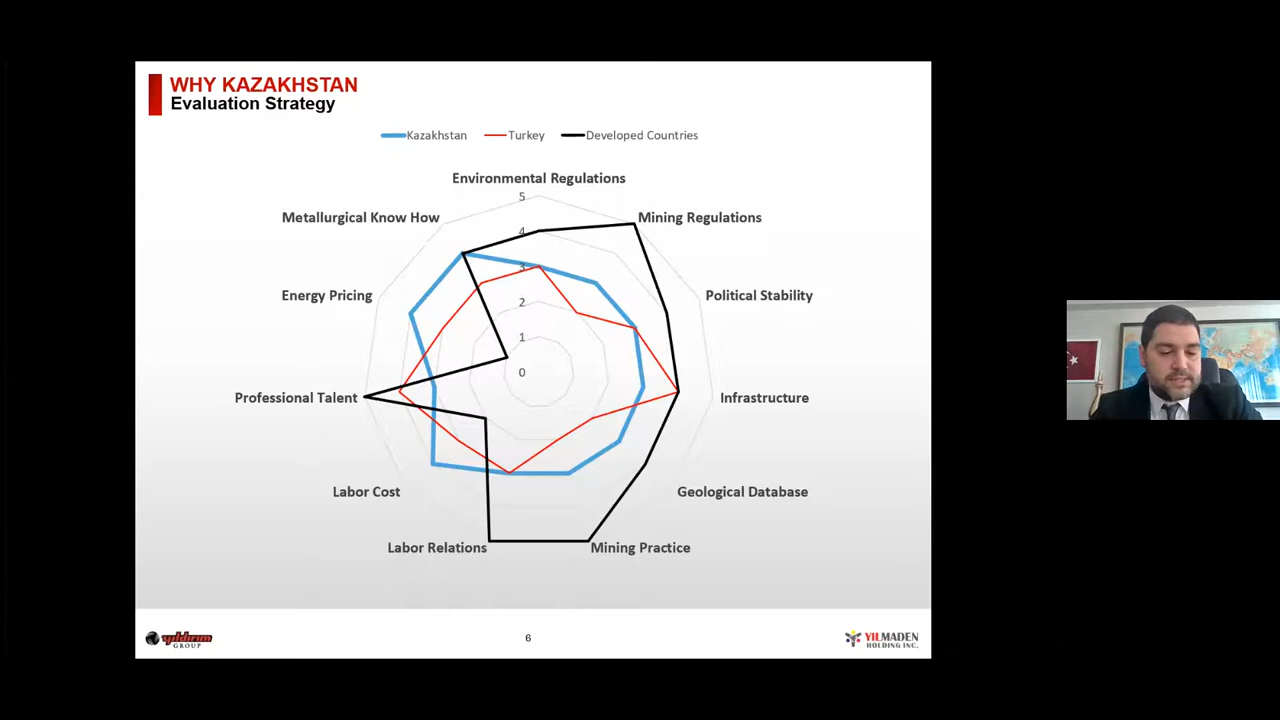 WHY KAZAKHSTAN
Evaluation Strategy
Kazakhstan Turkey Developed Countries
Environmental Regulations
5
Metallurgical Know How
Mining Regulations
4
3
Energy Pricing
Political Stability
2
1
0
Professional Talent
Infrastructure
Labor Cost
Geological Database
Labor Relations
Mining Practice
yıldırım
GROUP
6
YILMADEN
HOLDING INC.